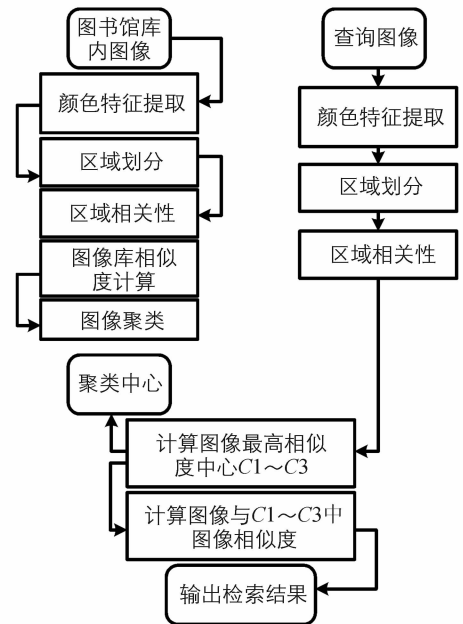 图书馆库
内图像
颜色特征提取
区域划分
区域相关性
图像库相似
度计算
图像聚类
查询图像
颜色特征提取
区域划分
区域相关性
聚类中心
计算图像最高相似
度中心C1～C3
计算图像与C1～C3中
图像相似度
输出检索结果